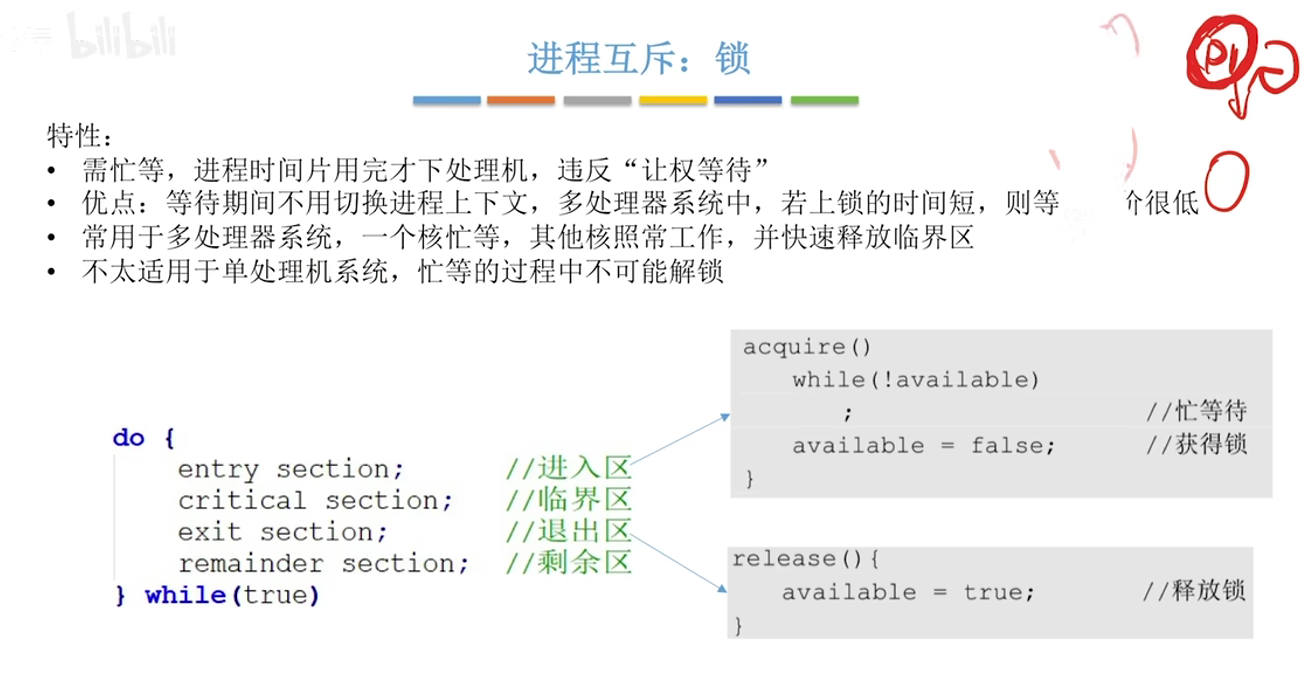 bilibili
进程互斥：锁
P1
特性：
• 需忙等，进程时间片用完才下处理机，违反“让权等待”
• 优点：等待期间不用切换进程上下文，多处理器系统中，若上锁的时间短，则等 很低
• 常用于多处理器系统，一个核忙等，其他核照常工作，并快速释放临界区
• 不太适用于单处理机系统，忙等的过程中不可能解锁
acquire()
while(!available)
; //忙等待
available = false; //获得锁
}
do {
entry section; //进入区
critical section; //临界区
exit section; //退出区
remainder section; //剩余区
} while(true)
release(){
available = true; //释放锁
}